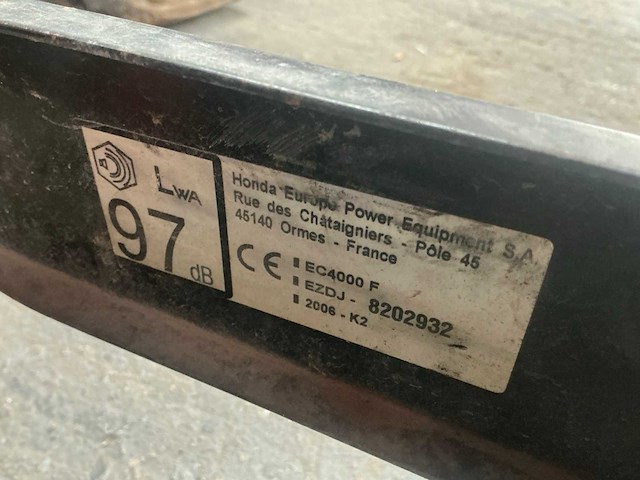 LWA
97 dB
Honda Europe Power Equipment S.A.
Rue des Châtaigniers - Pôle 45
45140 Ormes - France
CE
EC4000 F
EZDJ - 8202932
2006 - K2